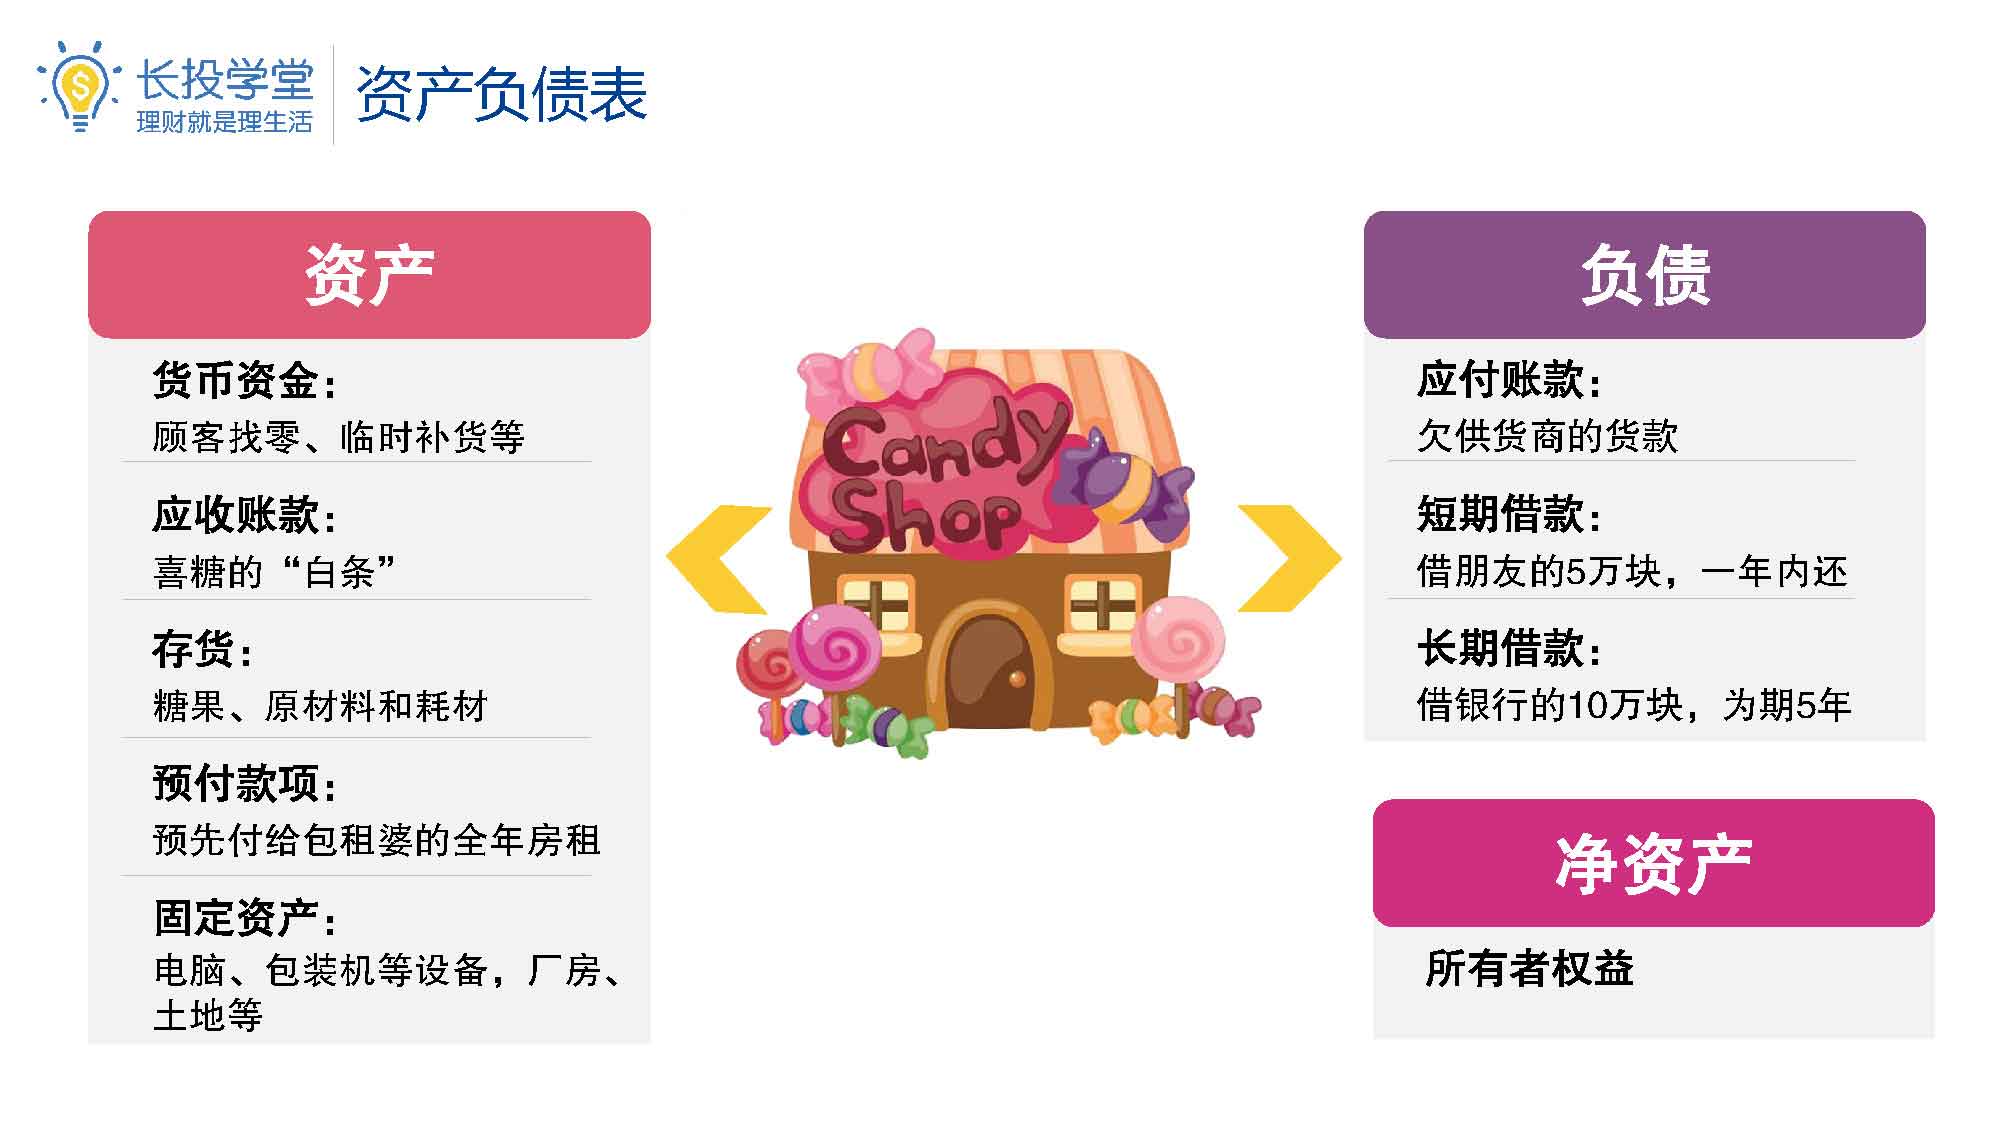 长投学堂
理财就是理生活
资产负债表
资产
货币资金：
顾客找零、临时补货等
应收账款：
喜糖的“白条”
存货：
糖果、原材料和耗材
预付款项：
预先付给包租婆的全年房租
固定资产：
电脑、包装机等设备，厂房、
土地等
Candy
Shop
负债
应付账款：
欠供货商的货款
短期借款：
借朋友的5万块，一年内还
长期借款：
借银行的10万块，为期5年
净资产
所有者权益